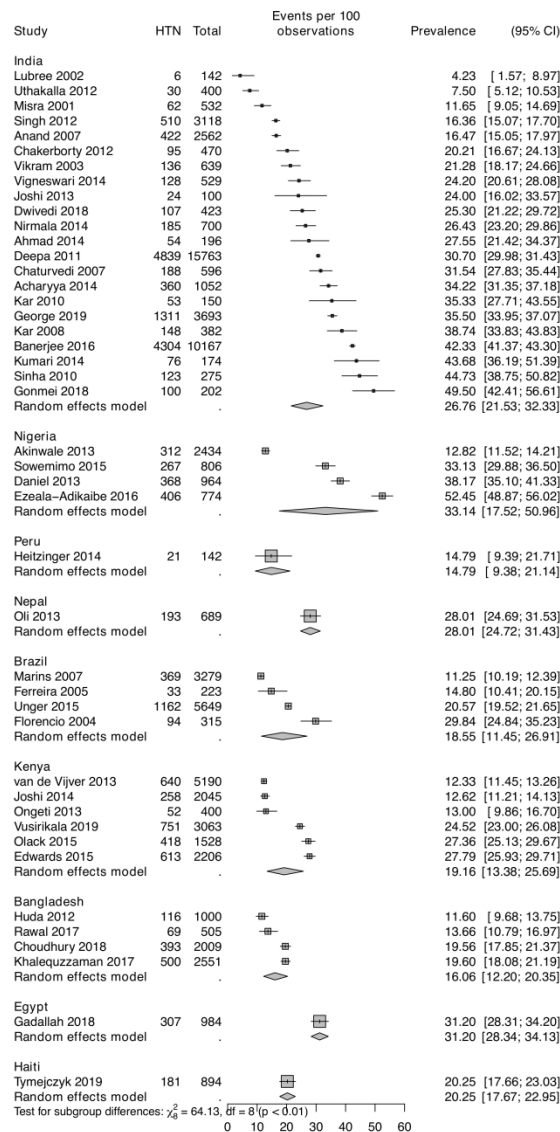 Events per 100
Study HTN Total observations Prevalence (95% CI)
India
Lubree 2002 6 142 4.23 [ 1.57; 8.97]
Uthakalla 2012 30 400 7.50 [ 5.12; 10.53]
Misra 2001 62 532 11.65 [ 9.05; 14.69]
Singh 2012 510 3118 16.36 [15.07; 17.70]
Anand 2007 422 2562 16.47 [15.05; 17.97]
Chakerborty 2012 95 470 20.21 [16.67; 24.13]
Vikram 2003 136 639 21.28 [18.17; 24.66]
Vigneswari 2014 128 529 24.20 [20.61; 28.08]
Joshi 2013 24 100 24.00 [16.02; 33.57]
Dwivedi 2018 107 423 25.30 [21.22; 29.72]
Nirmala 2014 185 700 26.43 [23.20; 29.86]
Ahmad 2014 54 196 27.55 [21.42; 34.37]
Deepa 2011 4839 15763 30.70 [29.98; 31.43]
Chaturvedi 2007 188 596 31.54 [27.83; 35.44]
Acharyya 2014 360 1052 34.22 [31.35; 37.18]
Kar 2010 53 150 35.33 [27.71; 43.55]
George 2019 1311 3693 35.50 [33.95; 37.07]
Kar 2008 148 382 38.74 [33.83; 43.83]
Banerjee 2016 4304 10167 42.33 [41.37; 43.30]
Kumari 2014 76 174 43.68 [36.19; 51.39]
Sinha 2010 123 275 44.73 [38.75; 50.82]
Gonmei 2018 100 202 49.50 [42.41; 56.61]
Random effects model . 26.76 [21.53; 32.33]
Nigeria
Akinwale 2013 312 2434 12.82 [11.52; 14.21]
Sowemimo 2015 267 806 33.13 [29.88; 36.50]
Daniel 2013 368 964 38.17 [35.10; 41.33]
Ezeala-Adikaibe 2016 406 774 52.45 [48.87; 56.02]
Random effects model . 33.14 [17.52; 50.96]
Peru
Heitzinger 2014 21 142 14.79 [ 9.39; 21.71]
Random effects model . 14.79 [ 9.38; 21.14]
Nepal
Oli 2013 193 689 28.01 [24.69; 31.53]
Random effects model . 28.01 [24.72; 31.43]
Brazil
Marins 2007 369 3279 11.25 [10.19; 12.39]
Ferreira 2005 33 223 14.80 [10.41; 20.15]
Unger 2015 1162 5649 20.57 [19.52; 21.65]
Florencio 2004 94 315 29.84 [24.84; 35.23]
Random effects model . 18.55 [11.45; 26.91]
Kenya
van de Vijver 2013 640 5190 12.33 [11.45; 13.26]
Joshi 2014 258 2045 12.62 [11.21; 14.13]
Ongeti 2013 52 400 13.00 [ 9.86; 16.70]
Vusirikala 2019 751 3063 24.52 [23.00; 26.08]
Olack 2015 418 1528 27.36 [25.13; 29.67]
Edwards 2015 613 2206 27.79 [25.93; 29.71]
Random effects model . 19.16 [13.38; 25.69]
Bangladesh
Huda 2012 116 1000 11.60 [ 9.68; 13.75]
Rawal 2017 69 505 13.66 [10.79; 16.97]
Choudhury 2018 393 2009 19.56 [17.85; 21.37]
Khalequzzaman 2017 500 2551 19.60 [18.08; 21.19]
Random effects model . 16.06 [12.20; 20.35]
Egypt
Gadallah 2018 307 984 31.20 [28.31; 34.20]
Random effects model . 31.20 [28.34; 34.13]
Haiti
Tymejczyk 2019 181 894 20.25 [17.66; 23.03]
Random effects model . 20.25 [17.67; 22.95]
Test for subgroup differences: χ²₈ = 64.13, df = 8 (p < 0.01)
0 10 20 30 40 50 60